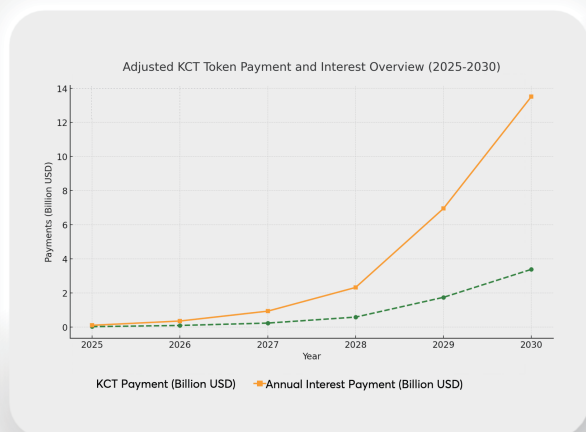 Adjusted KCT Token Payment and Interest Overview (2025-2030)
14
12
10
8
6
4
2
0
Payments (Billion USD)
2025 2026 2027 2028 2029 2030
Year
KCT Payment (Billion USD) Annual Interest Payment (Billion USD)